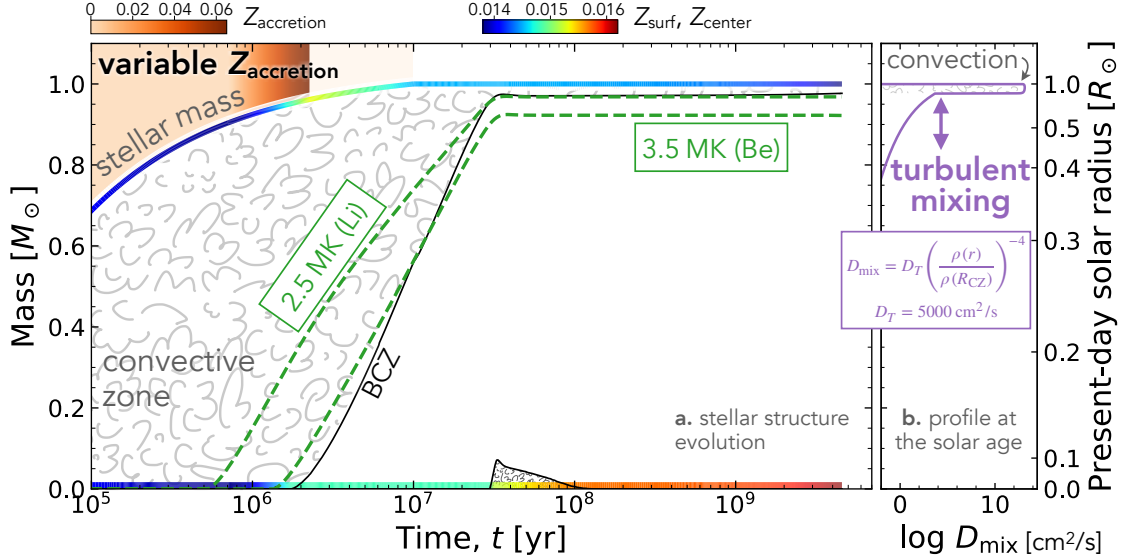 0 0.02 0.04 0.06 Z_accretion
0.014 0.015 0.016 Z_surf, Z_center
variable Z_accretion
stellar mass
2.5 MK (Li)
3.5 MK (Be)
convective
zone
BCZ
a. stellar structure
evolution
Mass [M⊙]
1.0
0.8
0.6
0.4
0.2
0.0
10^5 10^6 10^7 10^8 10^9
Time, t [yr]
convection
turbulent
mixing
D_mix = D_T (ρ(r)/ρ(R_CZ))^−4
D_T = 5000 cm²/s
b. profile at
the solar age
0 10
log D_mix [cm²/s]
1.0
0.5
0.4
0.3
0.2
0.1
0.0
Present-day solar radius [R⊙]